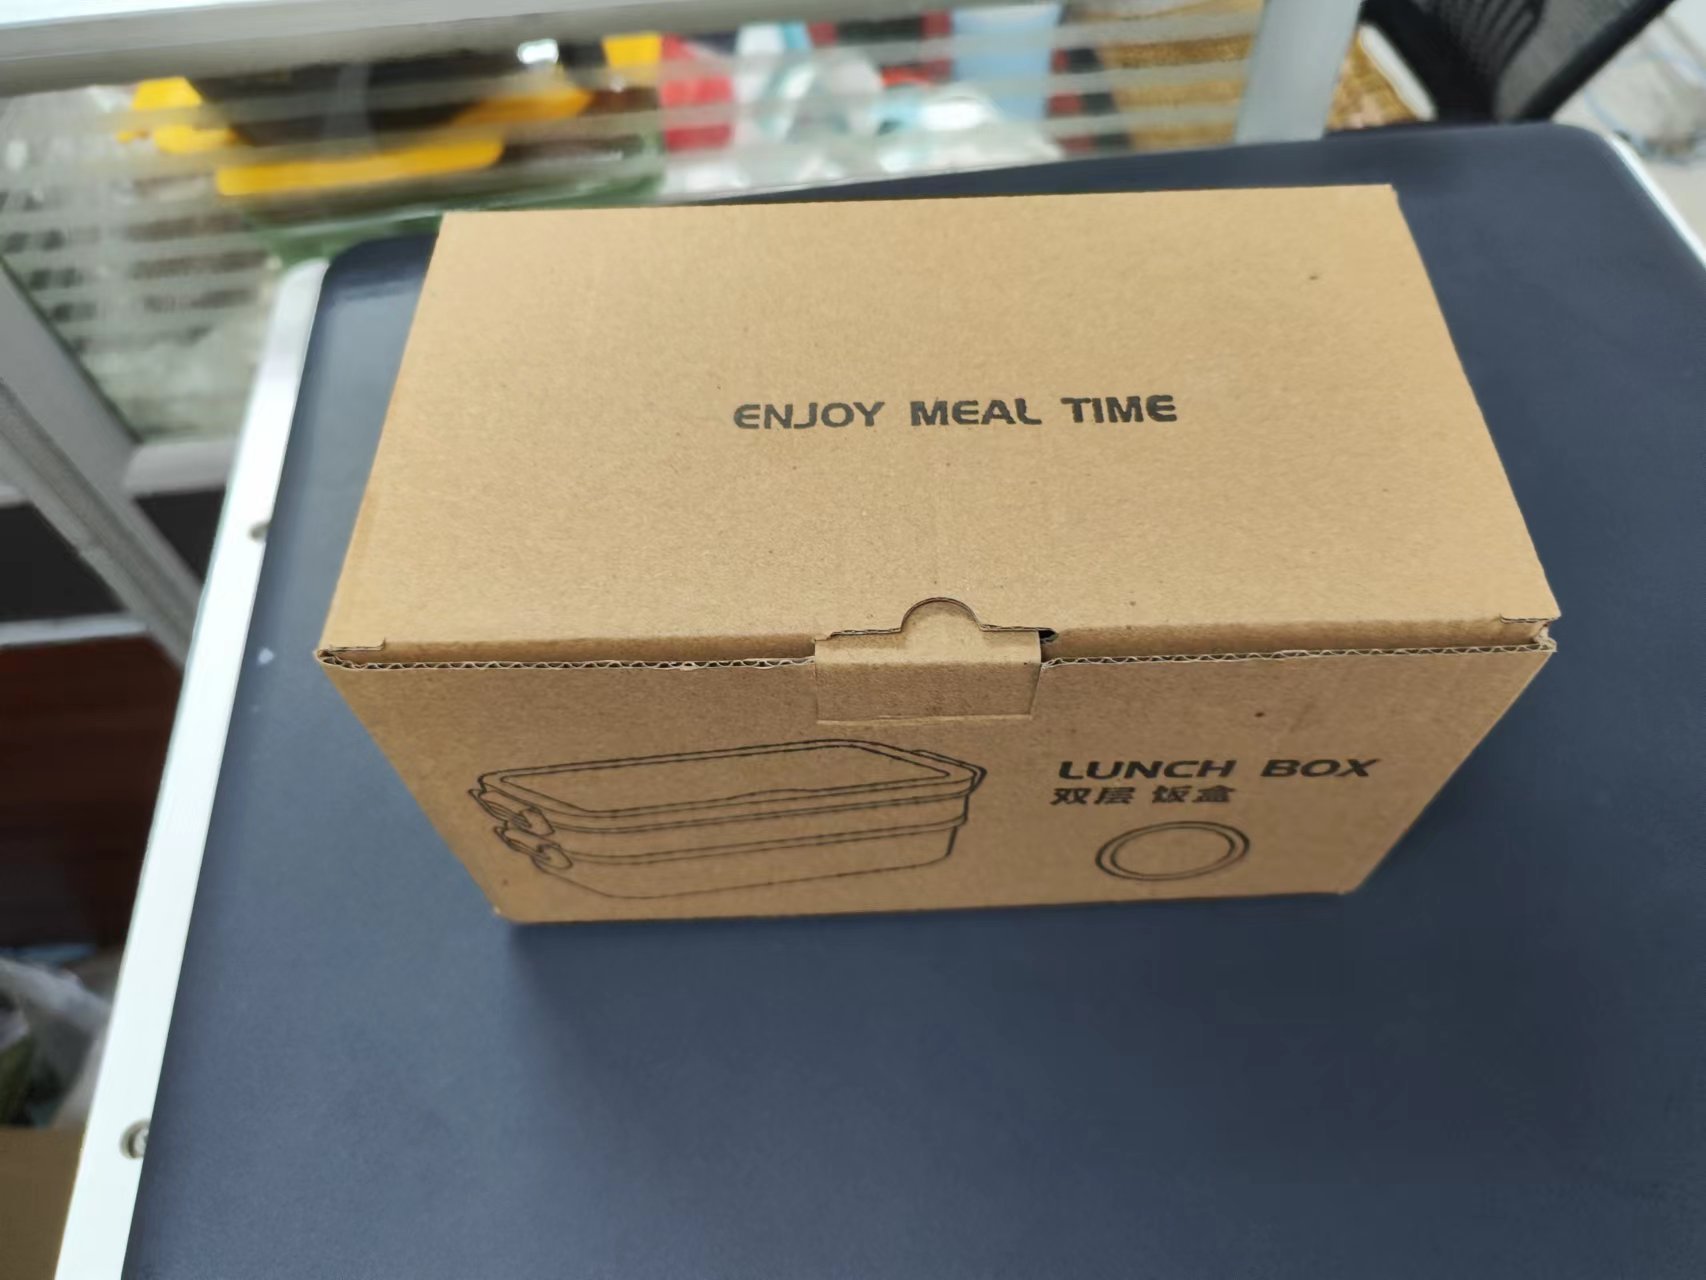 ENJOY MEAL TIME
LUNCH BOX
双层 饭盒